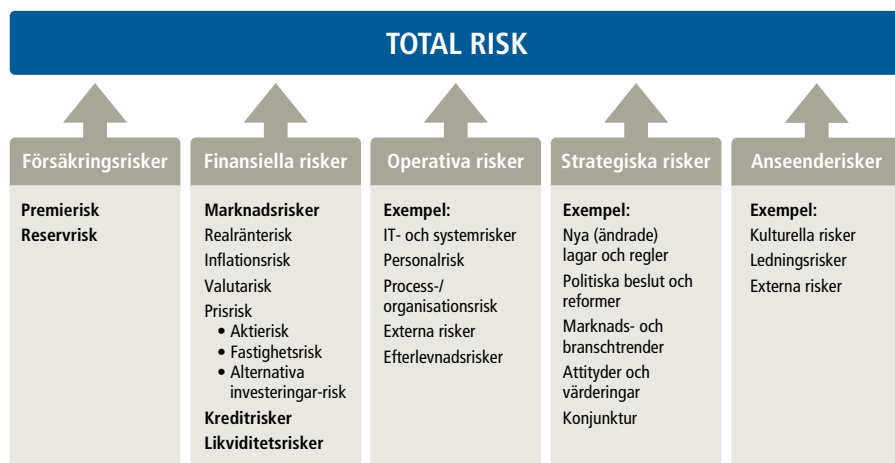 TOTAL RISK
Försäkringsrisker
Premierisk
Reservrisk
Finansiella risker
Marknadsrisker
Realränterisk
Inflationsrisk
Valutarisk
Prisrisk
• Aktierisk
• Fastighetsrisk
• Alternativa
investeringar-risk
Kreditrisker
Likviditetsrisker
Operativa risker
Exempel:
IT- och systemrisker
Personalrisk
Process-/
organisationsrisk
Externa risker
Efterlevnadsrisker
Strategiska risker
Exempel:
Nya (ändrade)
lagar och regler
Politiska beslut och
reformer
Marknads- och
branschtrender
Attityder och
värderingar
Konjunktur
Anseenderisker
Exempel:
Kulturella risker
Ledningsrisker
Externa risker